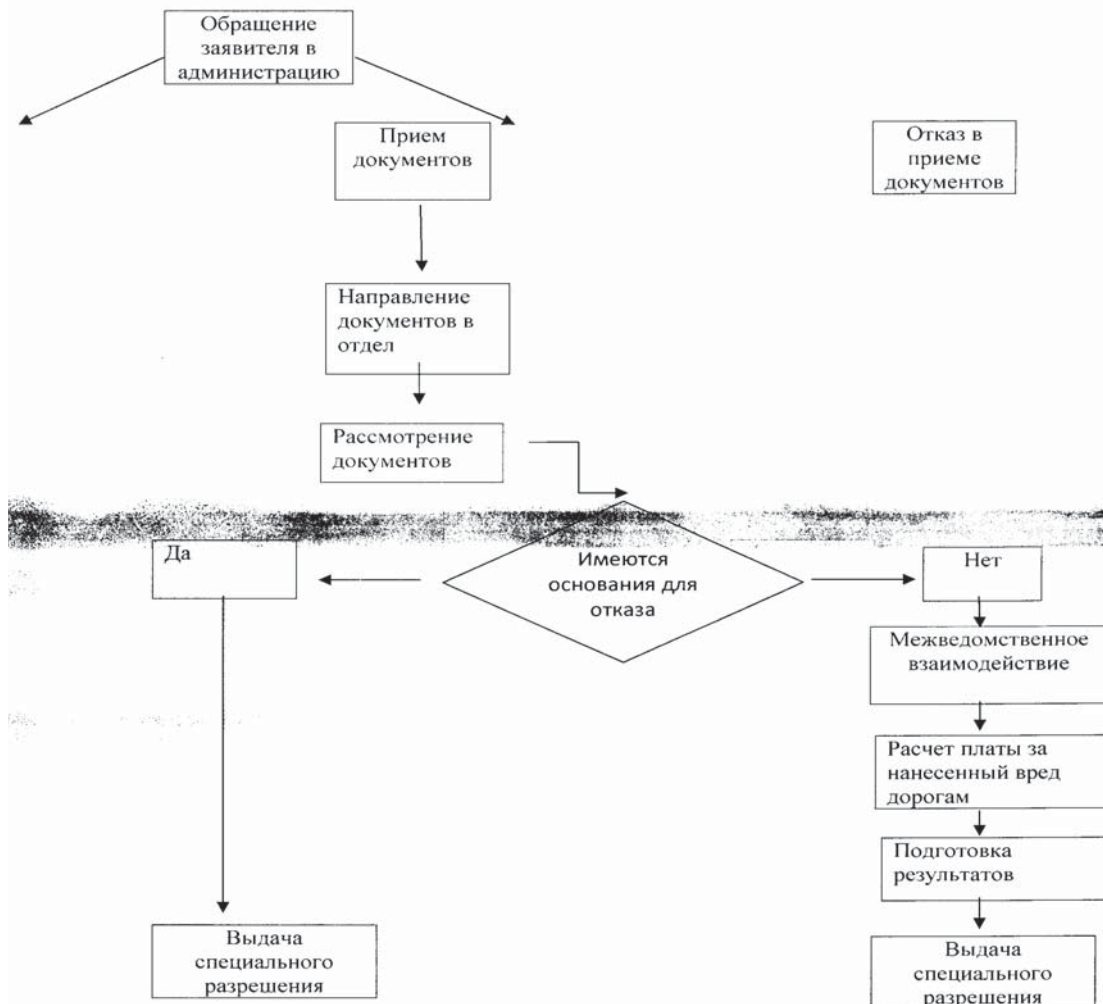 Обращение
заявителя в
администрацию
Прием
документов
Отказ в
приеме
документов
Направление
документов в
отдел
Рассмотрение
документов
Да
Имеются
основания для
отказа
Нет
Межведомственное
взаимодействие
Расчет платы за
нанесенный вред
дорогам
Подготовка
результатов
Выдача
специального
разрешения
Выдача
специального
разрешения